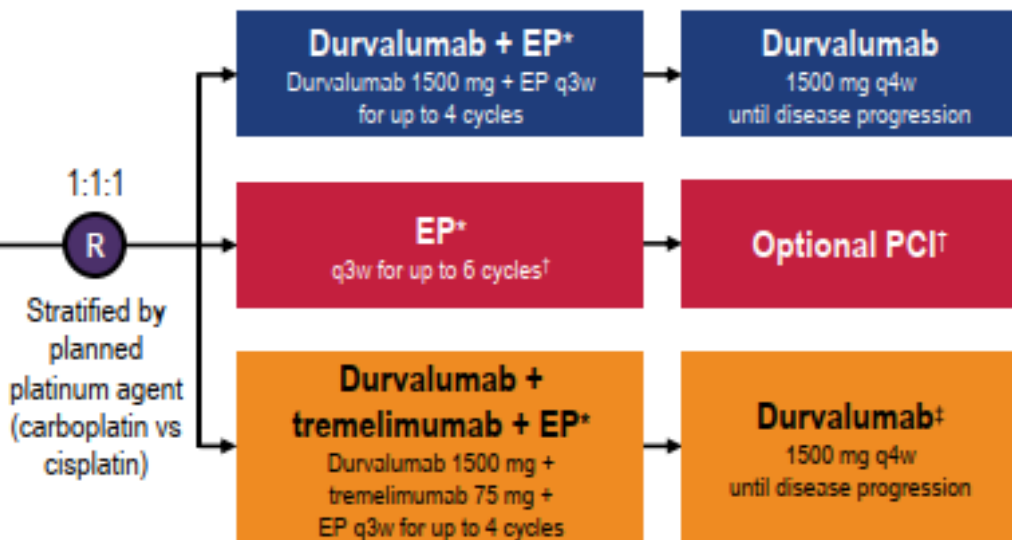 1:1:1
R
Stratified by
planned
platinum agent
(carboplatin vs
cisplatin)
Durvalumab + EP*
Durvalumab 1500 mg + EP q3w
for up to 4 cycles
Durvalumab
1500 mg q4w
until disease progression
EP*
q3w for up to 6 cycles†
Optional PCI†
Durvalumab +
tremelimumab + EP*
Durvalumab 1500 mg +
tremelimumab 75 mg +
EP q3w for up to 4 cycles
Durvalumab‡
1500 mg q4w
until disease progression